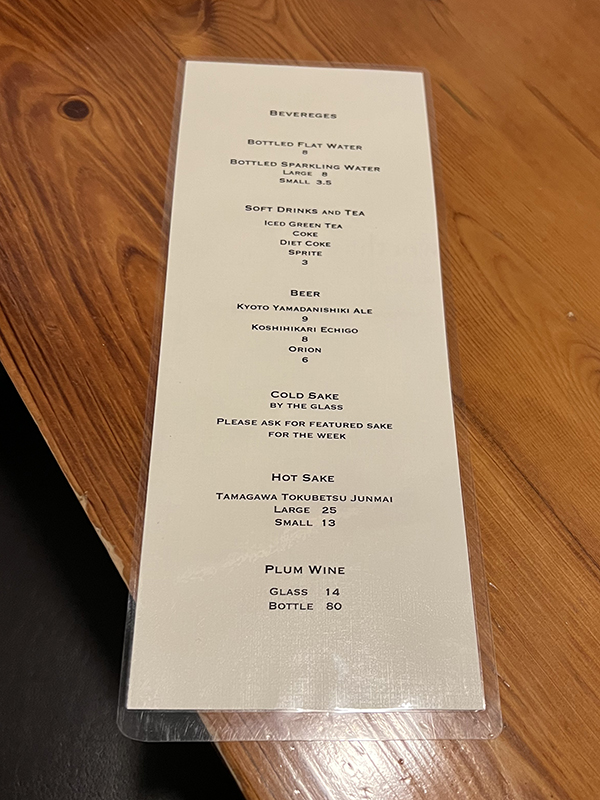 BEVEREGES
BOTTLED FLAT WATER
8
BOTTLED SPARKLING WATER
LARGE 8
SMALL 3.5
SOFT DRINKS AND TEA
ICED GREEN TEA
COKE
DIET COKE
SPRITE
3
BEER
KYOTO YAMADANISHIKI ALE
9
KOSHIHIKARI ECHIGO
8
ORION
6
COLD SAKE
BY THE GLASS
PLEASE ASK FOR FEATURED SAKE
FOR THE WEEK
HOT SAKE
TAMAGAWA TOKUBETSU JUNMAI
LARGE 25
SMALL 13
PLUM WINE
GLASS 14
BOTTLE 80